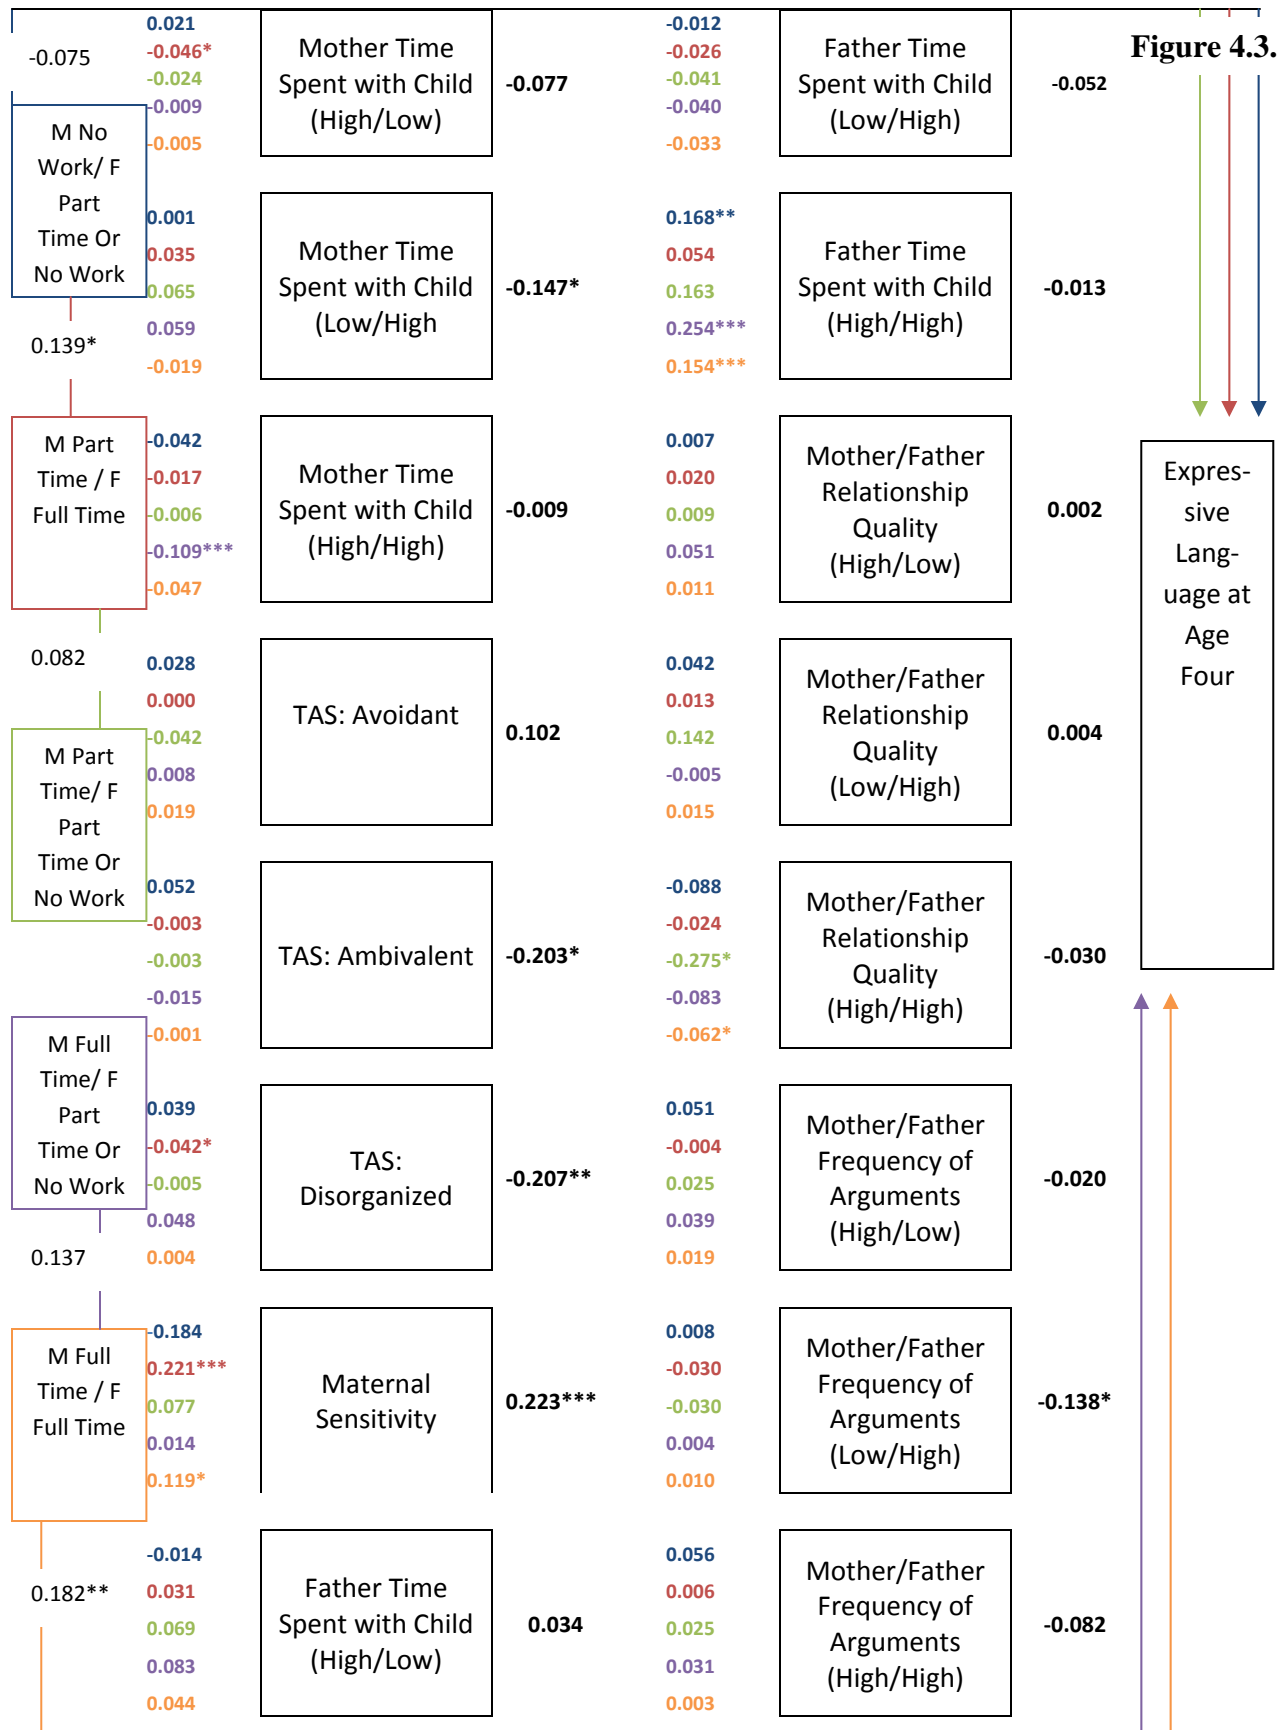 Figure 4.3.
-0.075
M No
Work/ F
Part
Time Or
No Work
0.139*
M Part
Time / F
Full Time
0.082
M Part
Time/ F
Part
Time Or
No Work
M Full
Time/ F
Part
Time Or
No Work
0.137
M Full
Time / F
Full Time
0.182**
0.021
-0.046*
-0.024
-0.009
-0.005
Mother Time
Spent with Child
(High/Low)
-0.077
0.001
0.035
0.065
0.059
-0.019
Mother Time
Spent with Child
(Low/High
-0.147*
-0.042
-0.017
-0.006
-0.109***
-0.047
Mother Time
Spent with Child
(High/High)
-0.009
0.028
0.000
-0.042
0.008
0.019
TAS: Avoidant
0.102
0.052
-0.003
-0.003
-0.015
-0.001
TAS: Ambivalent
-0.203*
0.039
-0.042*
-0.005
0.048
0.004
TAS:
Disorganized
-0.207**
-0.184
0.221***
0.077
0.014
0.119*
Maternal
Sensitivity
0.223***
-0.014
0.031
0.069
0.083
0.044
Father Time
Spent with Child
(High/Low)
0.034
-0.012
-0.026
-0.041
-0.040
-0.033
Father Time
Spent with Child
(Low/High)
-0.052
0.168**
0.054
0.163
0.254***
0.154***
Father Time
Spent with Child
(High/High)
-0.013
0.007
0.020
0.009
0.051
0.011
Mother/Father
Relationship
Quality
(High/Low)
0.002
0.042
0.013
0.142
-0.005
0.015
Mother/Father
Relationship
Quality
(Low/High)
0.004
-0.088
-0.024
-0.275*
-0.083
-0.062*
Mother/Father
Relationship
Quality
(High/High)
-0.030
0.051
-0.004
0.025
0.039
0.019
Mother/Father
Frequency of
Arguments
(High/Low)
-0.020
0.008
-0.030
-0.030
0.004
0.010
Mother/Father
Frequency of
Arguments
(Low/High)
-0.138*
0.056
0.006
0.025
0.031
0.003
Mother/Father
Frequency of
Arguments
(High/High)
-0.082
Expres-
sive
Lang-
uage at
Age
Four